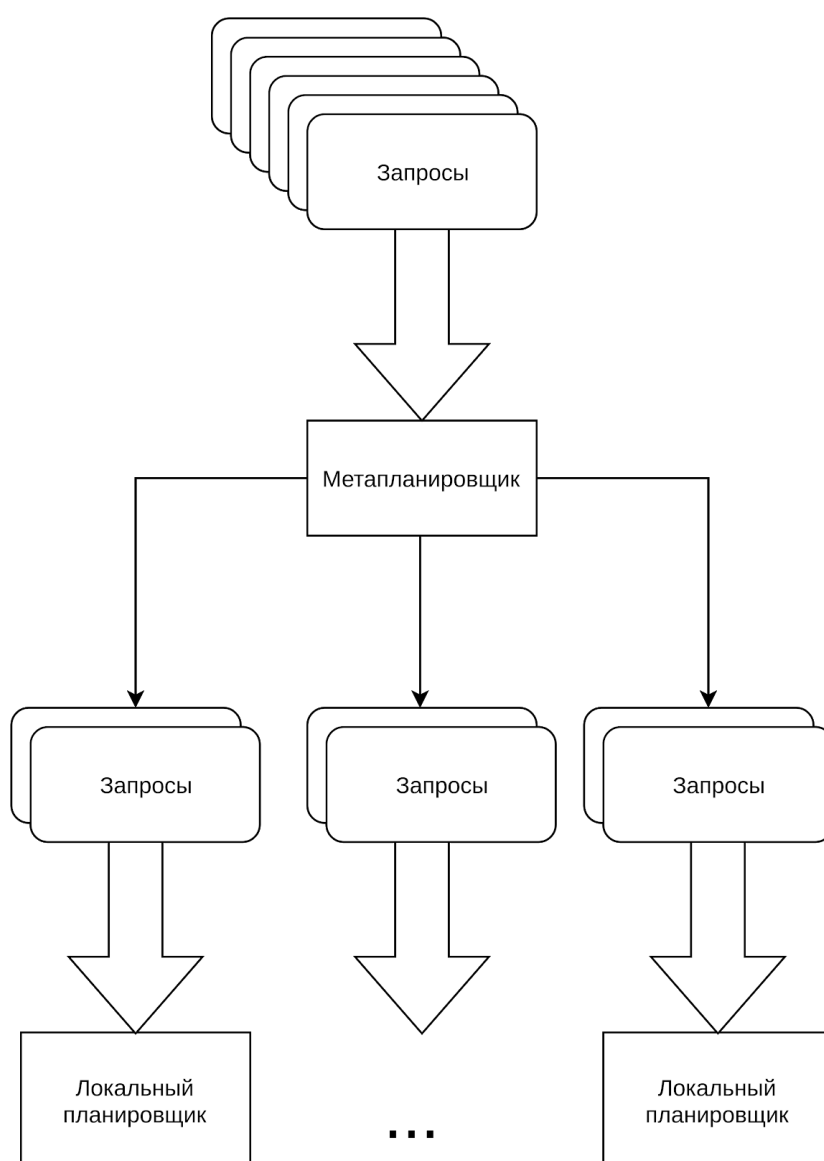 Запросы
Метапланировщик
Запросы
Запросы
Запросы
Локальный
планировщик
...
Локальный
планировщик